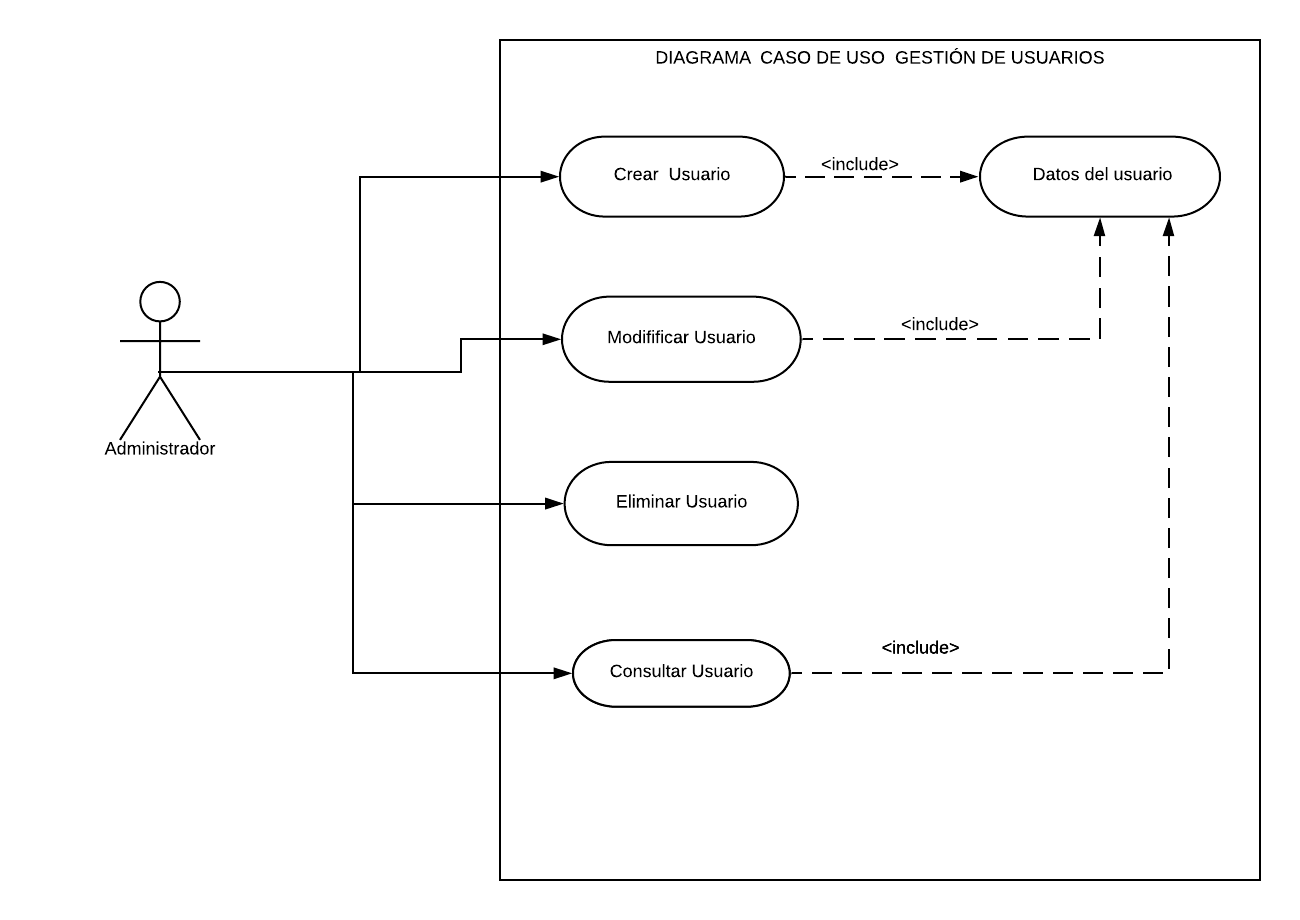 DIAGRAMA CASO DE USO GESTIÓN DE USUARIOS
Crear Usuario
<include>
Datos del usuario
Modifificar Usuario
<include>
Administrador
Eliminar Usuario
Consultar Usuario
<include>